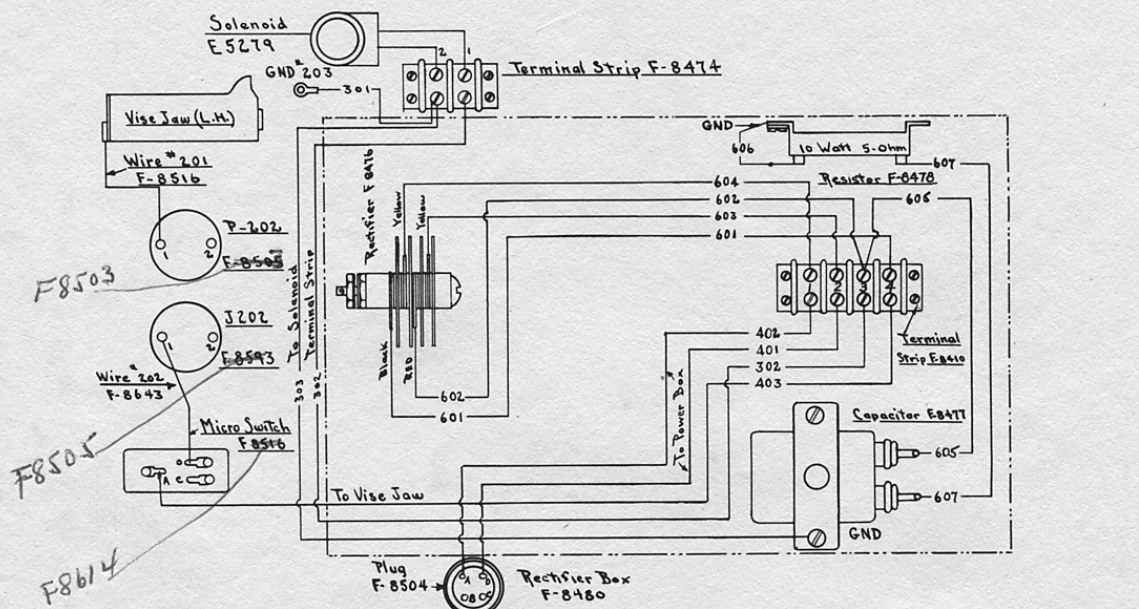 Solenoid
E5279
2 1
GND # 203
301
Terminal Strip F-8474
Vise Jaw (L.H.)
Wire # 201
F-8516
P-202
F-8505
1 2
F8503
J202
F-8593
1 2
Wire # 202
F-8643
Micro Switch
F8516
F8505
A C
F8614
To Solenoid
Terminal Strip
303
302
Rectifier F 8476
Yellow
Yellow
Black
RED
602
601
604
602
603
601
GND
606
10 Watt 5-Ohm
607
Resistor F-8478
605
1 2 3 4
Terminal
Strip F-8410
402
401
302
403
To Power Box
Capacitor F-8477
605
607
GND
To Vise Jaw
Plug
F-8504
A D
B C
Rectifier Box
F-8480